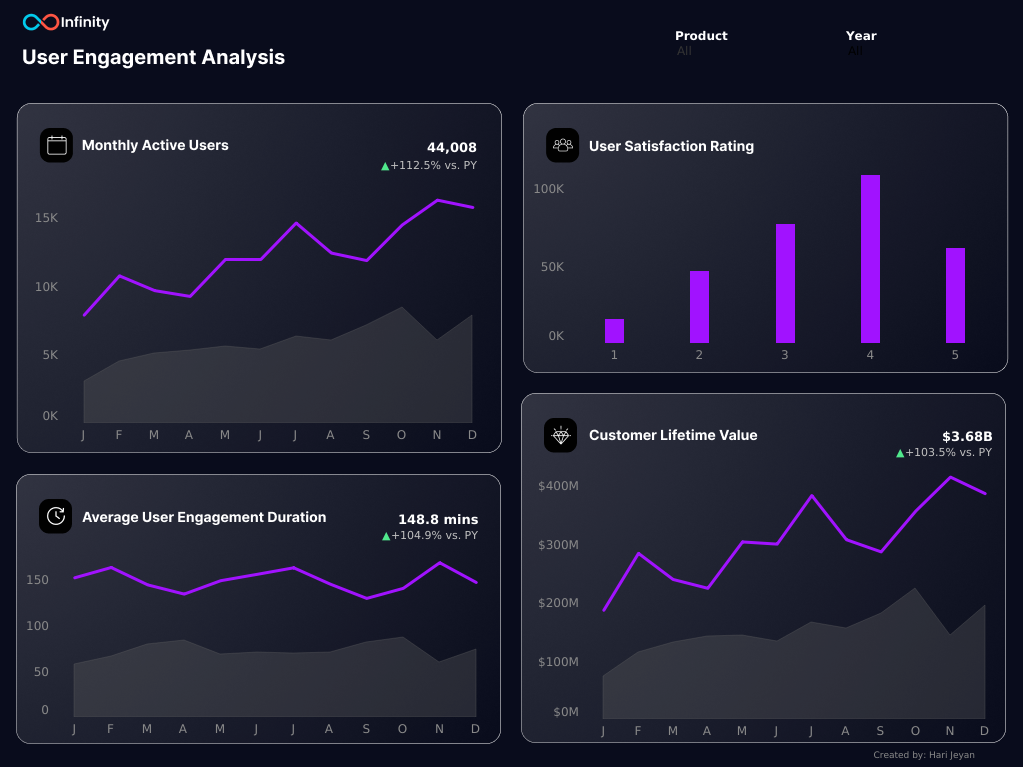 Infinity
User Engagement Analysis
Product
All
Year
All
Monthly Active Users
44,008
▲+112.5% vs. PY
15K
10K
5K
0K
J F M A M J J A S O N D
User Satisfaction Rating
100K
50K
0K
1 2 3 4 5
Average User Engagement Duration
148.8 mins
▲+104.9% vs. PY
150
100
50
0
J F M A M J J A S O N D
Customer Lifetime Value
$3.68B
▲+103.5% vs. PY
$400M
$300M
$200M
$100M
$0M
J F M A M J J A S O N D
Created by: Hari Jeyan